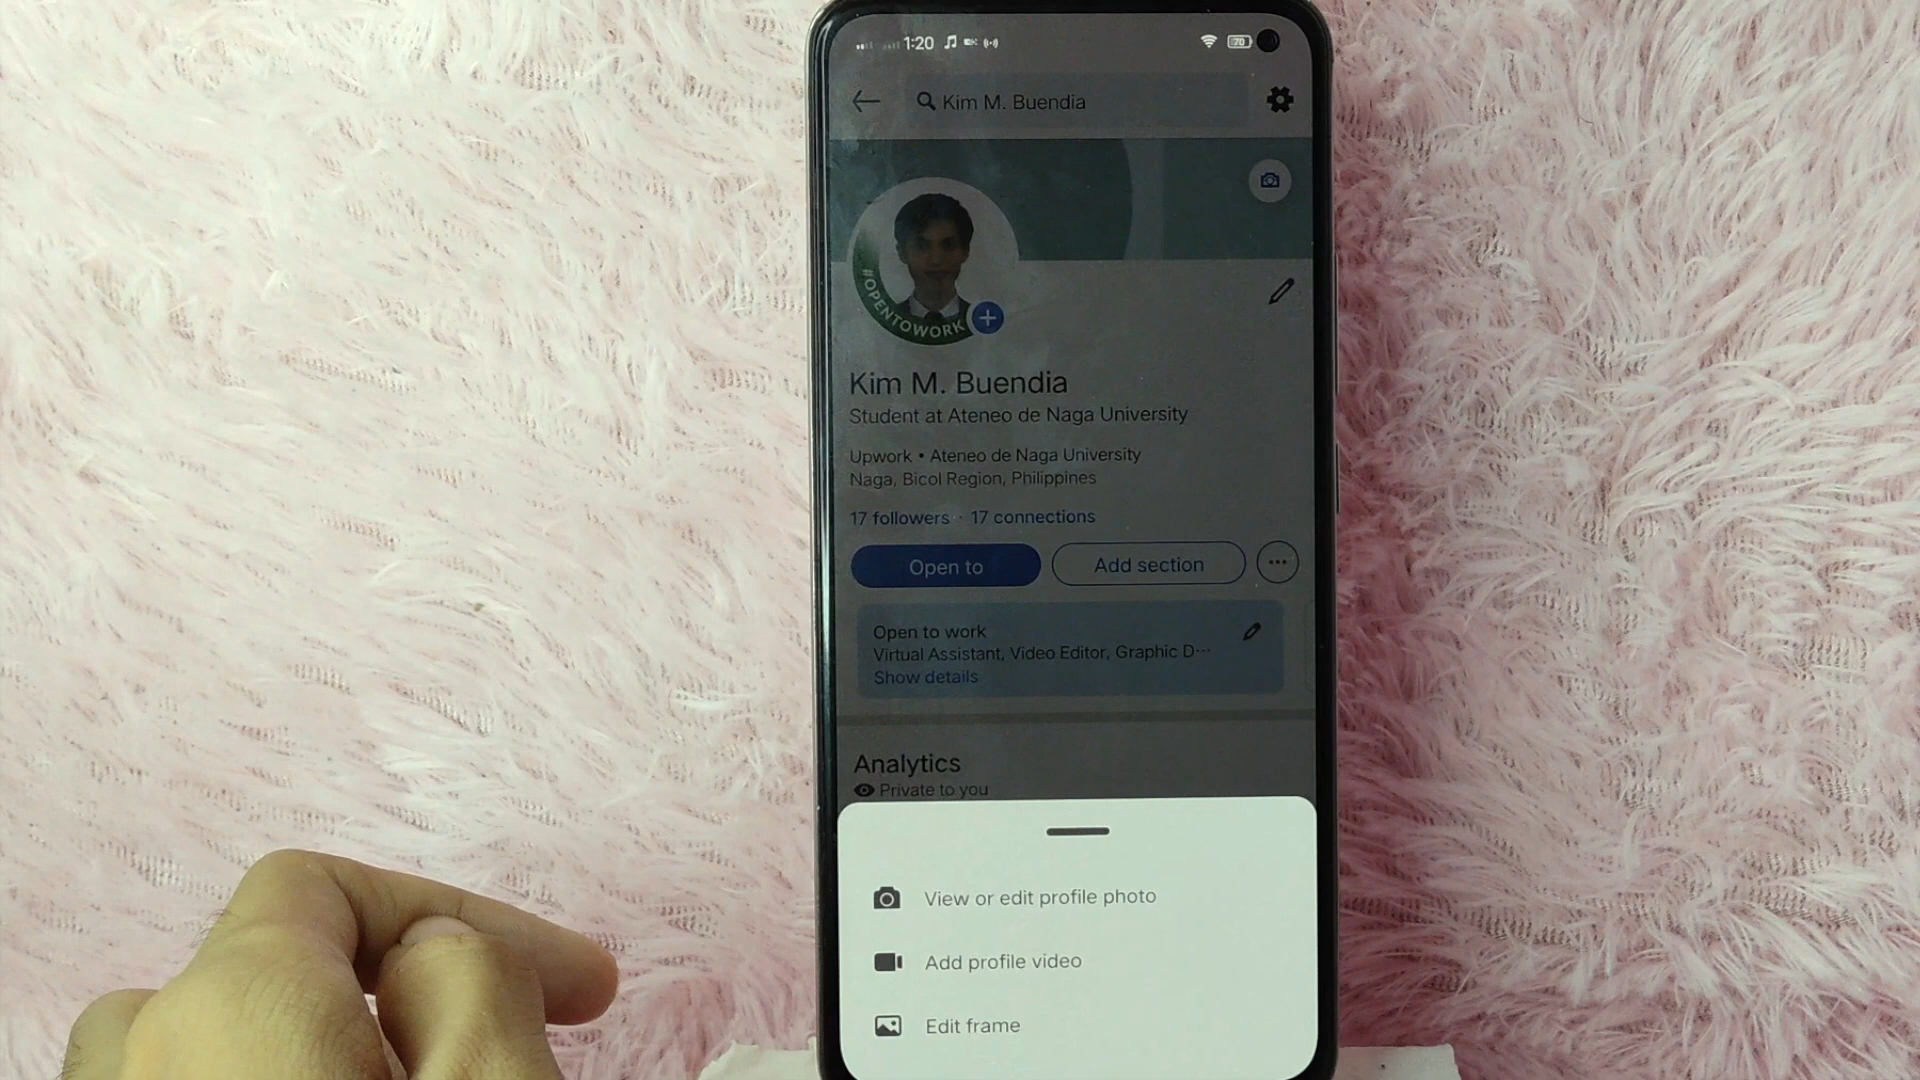 1:20
70
Kim M. Buendia
#OPENTOWORK
Kim M. Buendia
Student at Ateneo de Naga University
Upwork • Ateneo de Naga University
Naga, Bicol Region, Philippines
17 followers · 17 connections
Open to
Add section
Open to work
Virtual Assistant, Video Editor, Graphic D...
Show details
Analytics
Private to you
View or edit profile photo
Add profile video
Edit frame